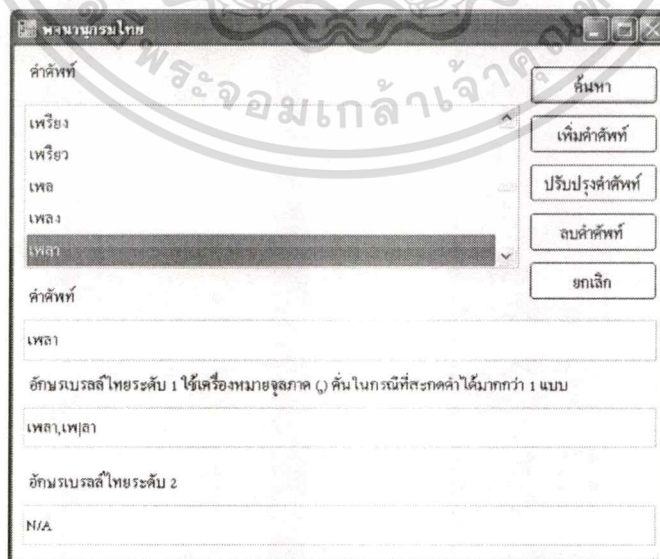 พจนานุกรมไทย
คำศัพท์
เพรียง
เพรียว
เพล
เพลง
เพลา
ค้นหา
เพิ่มคำศัพท์
ปรับปรุงคำศัพท์
ลบคำศัพท์
ยกเลิก
คำศัพท์
เพลา
อักษรเบรลล์ไทยระดับ 1 ใช้เครื่องหมายจุลภาค (,) คั่นในกรณีที่สะกดคำได้มากกว่า 1 แบบ
เพลา,เพ|ลา
อักษรเบรลล์ไทยระดับ 2
N/A